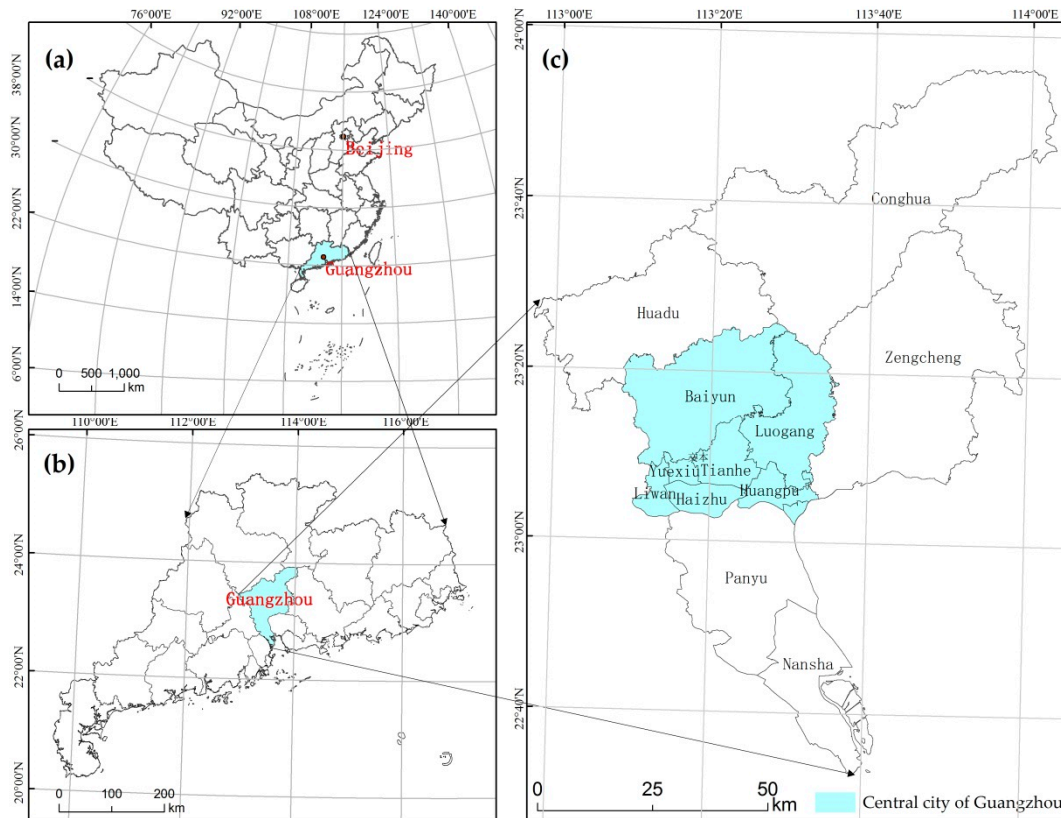 76°00'E 92°00'E 108°00'E 124°00'E 140°00'E
(a)
38°00'N
30°00'N
22°00'N
14°00'N
6°00'N
Beijing
Guangzhou
0 500 1,000
km
110°00'E 112°00'E 114°00'E 116°00'E
(b)
26°00'N
24°00'N
22°00'N
20°00'N
Guangzhou
0 100 200
km
113°00'E 113°20'E 113°40'E 114°00'E
(c)
24°00'N
23°40'N
23°20'N
23°00'N
22°40'N
Conghua
Huadu
Zengcheng
Baiyun
Luogang
Yuexiu Tianhe
Liwan Haizhu Huangpu
Panyu
Nansha
0 25 50
km
Central city of Guangzhou